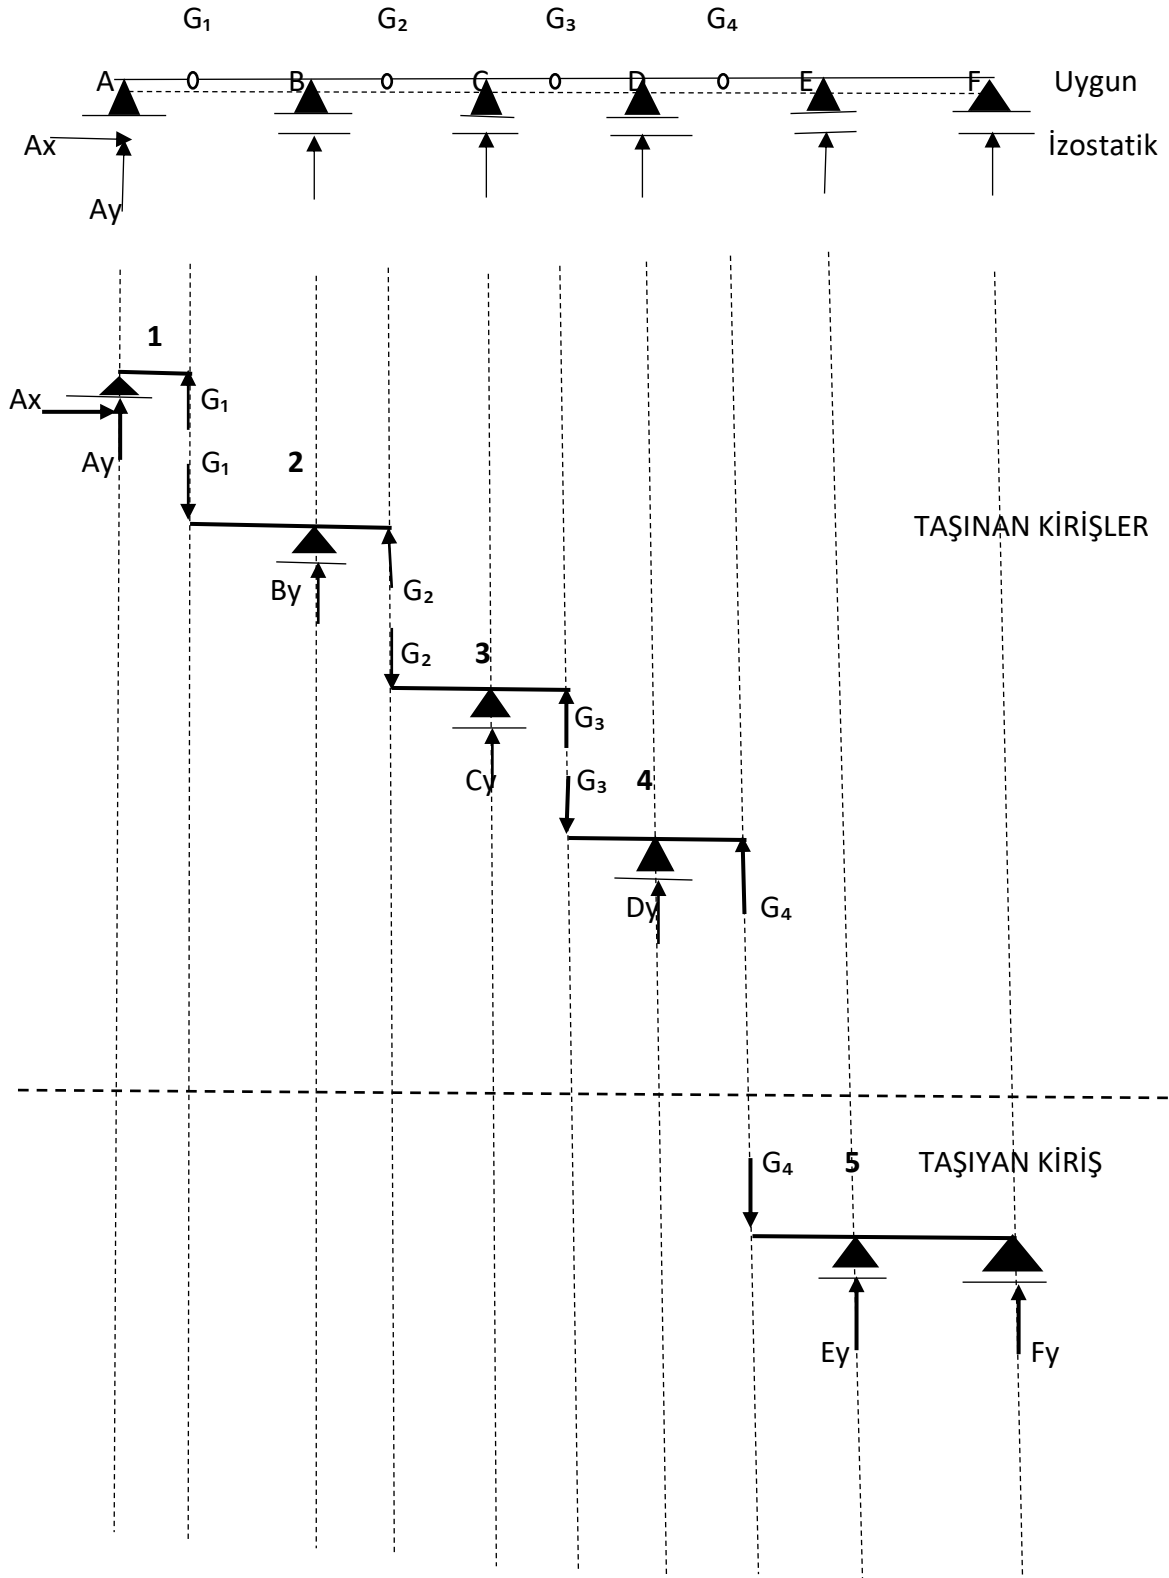 G₁ G₂ G₃ G₄
A B C D E F Uygun
Ax İzostatik
Ay
1
Ax G₁
Ay G₁ 2
TAŞINAN KİRİŞLER
By G₂
G₂ 3
G₃
Cy G₃ 4
Dy G₄
G₄ 5 TAŞIYAN KİRİŞ
Ey Fy